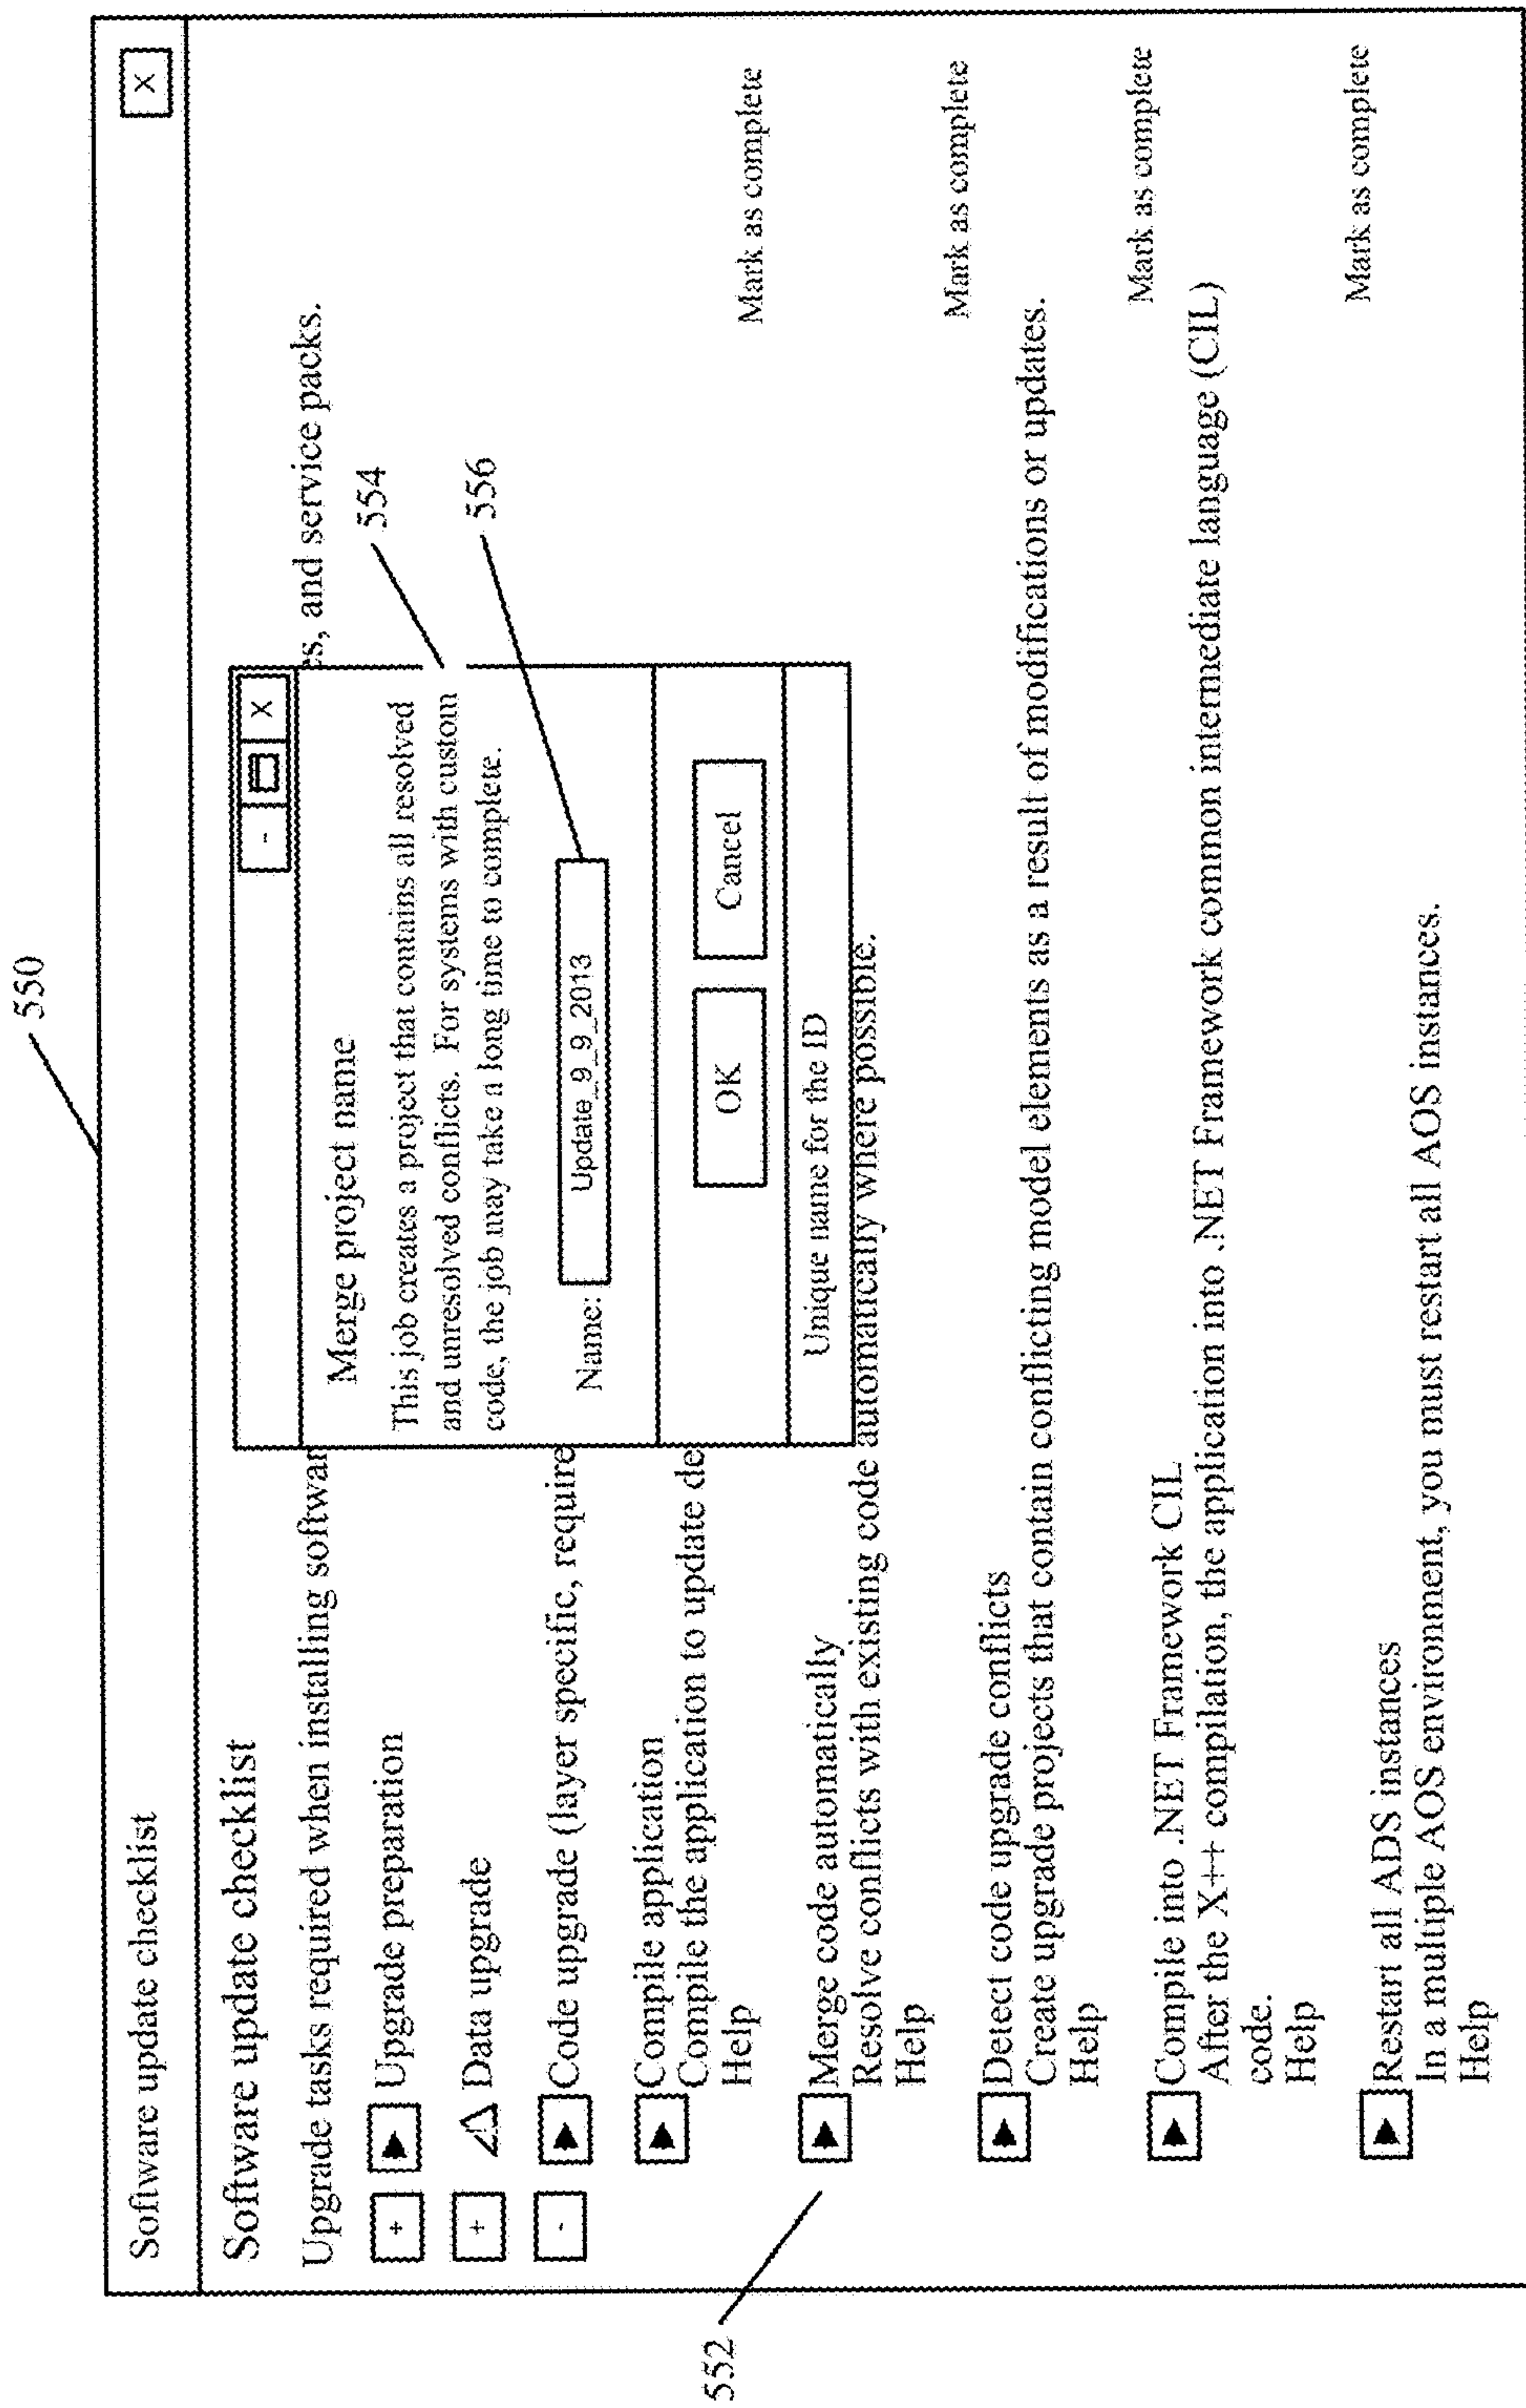 550
Software update checklist
X
Software update checklist
Upgrade tasks required when installing softwar
es, and service packs.
+ Upgrade preparation
+ Data upgrade
- Code upgrade (layer specific, require
Compile application
Compile the application to update de
Help
Mark as complete
552
Merge code automatically
Resolve conflicts with existing code automatically where possible.
Help
Mark as complete
Detect code upgrade conflicts
Create upgrade projects that contain conflicting model elements as a result of modifications or updates.
Help
Mark as complete
Compile into .NET Framework CIL
After the X++ compilation, the application into .NET Framework common intermediate language (CIL)
code.
Help
Mark as complete
Restart all ADS instances
In a multiple AOS environment, you must restart all AOS instances.
Help
- X
Merge project name
This job creates a project that contains all resolved
and unresolved conflicts. For systems with custom
code, the job may take a long time to complete.
554
Name: Update_9_9_2013
556
OK Cancel
Unique name for the ID